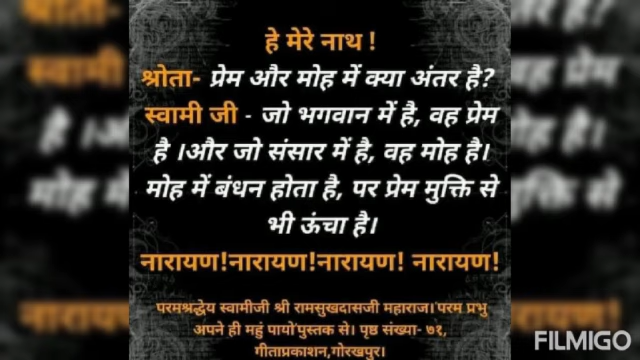 हे मेरे नाथ !
श्रोता- प्रेम और मोह में क्या अंतर है?
स्वामी जी - जो भगवान में है, वह प्रेम
है ।और जो संसार में है, वह मोह है।
मोह में बंधन होता है, पर प्रेम मुक्ति से
भी ऊंचा है।
नारायण!नारायण!नारायण! नारायण!
परमश्रद्धेय स्वामीजी श्री रामसुखदासजी महाराज।'परम प्रभु
अपने ही महुं पायो'पुस्तक से। पृष्ठ संख्या- ७१,
गीताप्रकाशन,गोरखपुर।
FILMIGO